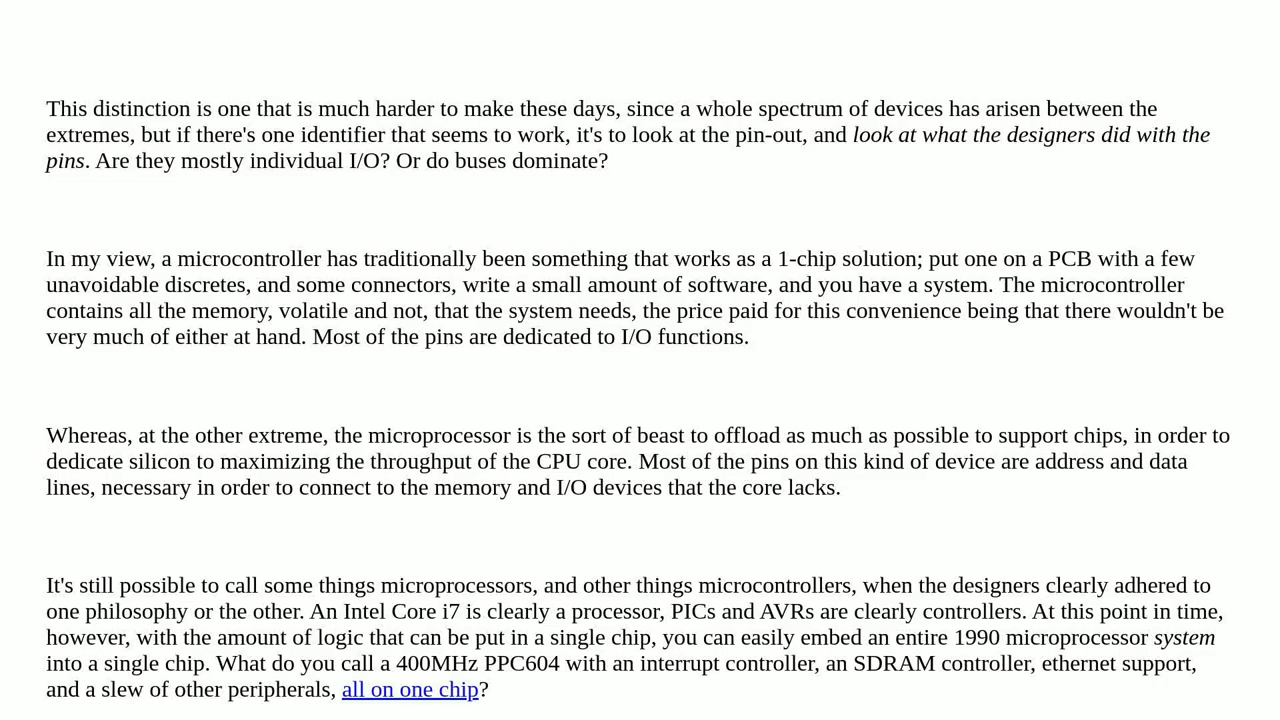 This distinction is one that is much harder to make these days, since a whole spectrum of devices has arisen between the
extremes, but if there's one identifier that seems to work, it's to look at the pin-out, and look at what the designers did with the
pins. Are they mostly individual I/O? Or do buses dominate?
In my view, a microcontroller has traditionally been something that works as a 1-chip solution; put one on a PCB with a few
unavoidable discretes, and some connectors, write a small amount of software, and you have a system. The microcontroller
contains all the memory, volatile and not, that the system needs, the price paid for this convenience being that there wouldn't be
very much of either at hand. Most of the pins are dedicated to I/O functions.
Whereas, at the other extreme, the microprocessor is the sort of beast to offload as much as possible to support chips, in order to
dedicate silicon to maximizing the throughput of the CPU core. Most of the pins on this kind of device are address and data
lines, necessary in order to connect to the memory and I/O devices that the core lacks.
It's still possible to call some things microprocessors, and other things microcontrollers, when the designers clearly adhered to
one philosophy or the other. An Intel Core i7 is clearly a processor, PICs and AVRs are clearly controllers. At this point in time,
however, with the amount of logic that can be put in a single chip, you can easily embed an entire 1990 microprocessor system
into a single chip. What do you call a 400MHz PPC604 with an interrupt controller, an SDRAM controller, ethernet support,
and a slew of other peripherals, all on one chip?